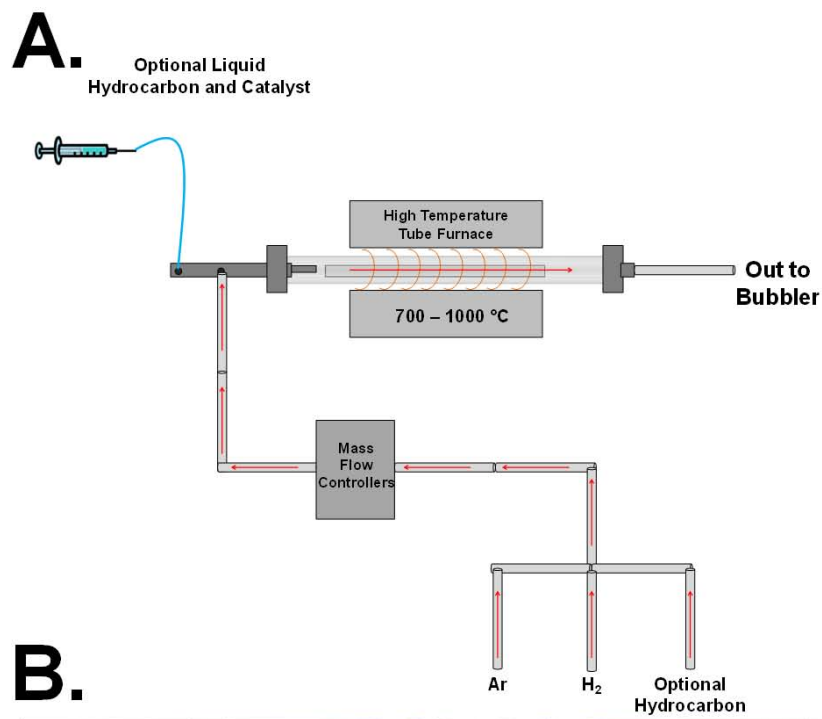 A.
Optional Liquid
Hydrocarbon and Catalyst
High Temperature
Tube Furnace
700 – 1000 °C
Out to
Bubbler
Mass
Flow
Controllers
Ar
H₂
Optional
Hydrocarbon
B.